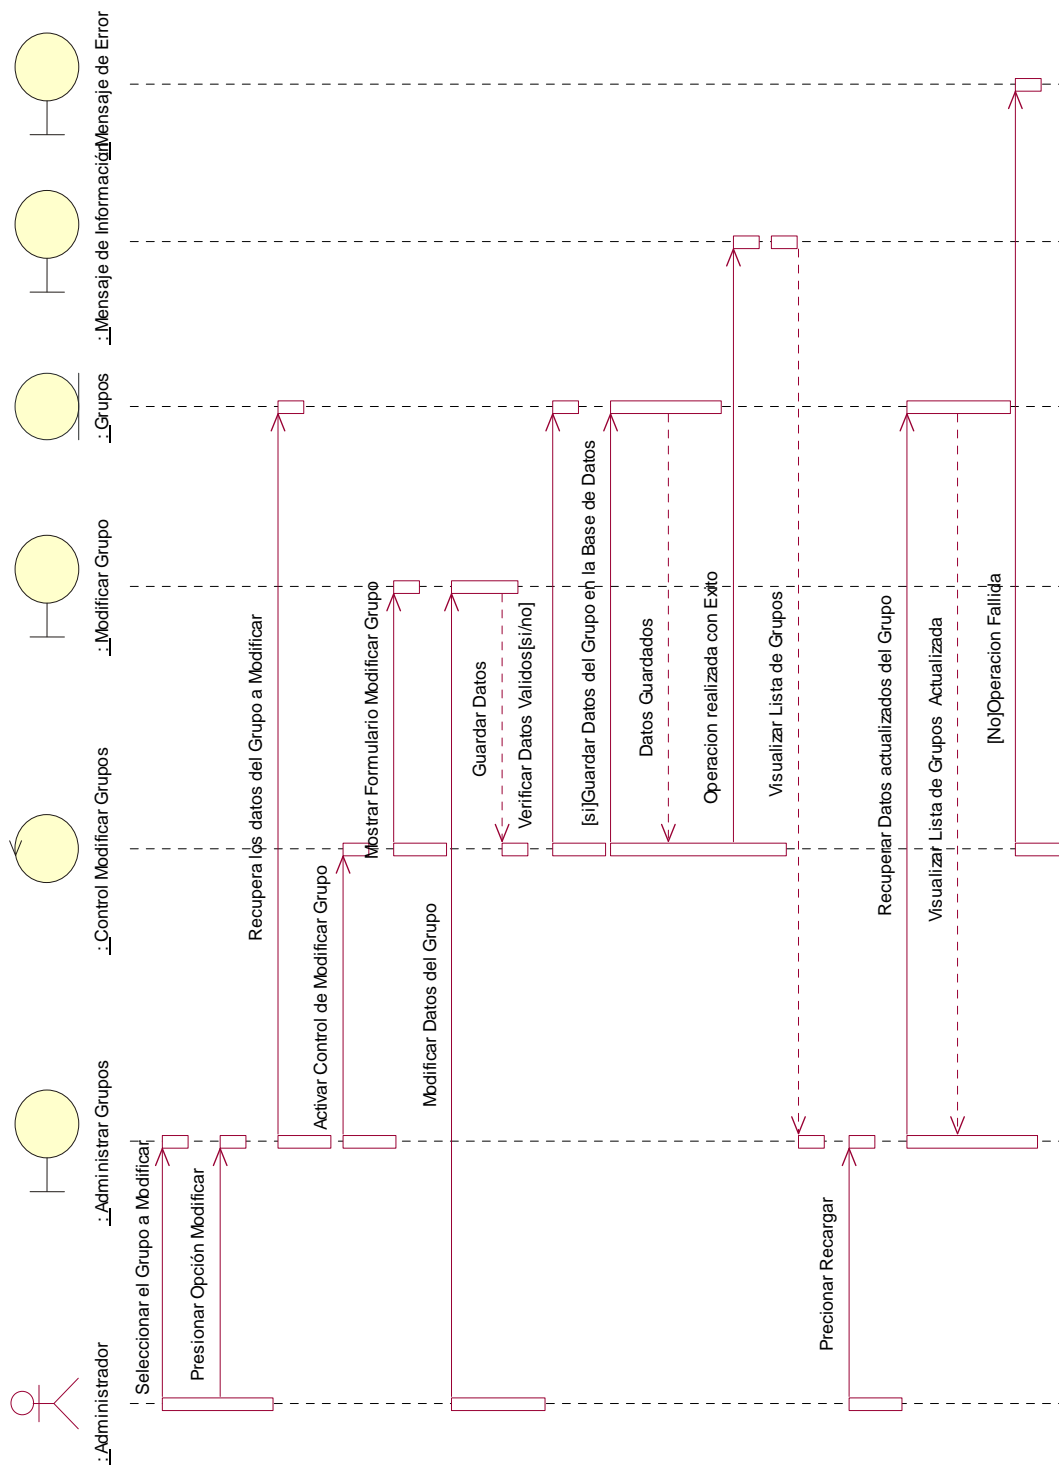 : Administrador
: Administrar Grupos
: Control Modificar Grupos
: Modificar Grupo
: Grupos
: Mensaje de Información
: Mensaje de Error
Seleccionar el Grupo a Modificar
Presionar Opción Modificar
Recupera los datos del Grupo a Modificar
Activar Control de Modificar Grupo
Mostrar Formulario Modificar Grupo
Modificar Datos del Grupo
Guardar Datos
Verificar Datos Validos[si/no]
[si]Guardar Datos del Grupo en la Base de Datos
Datos Guardados
Operacion realizada con Exito
Visualizar Lista de Grupos
Precionar Recargar
Recuperar Datos actualizados del Grupo
Visualizar Lista de Grupos Actualizada
[No]Operacion Fallida